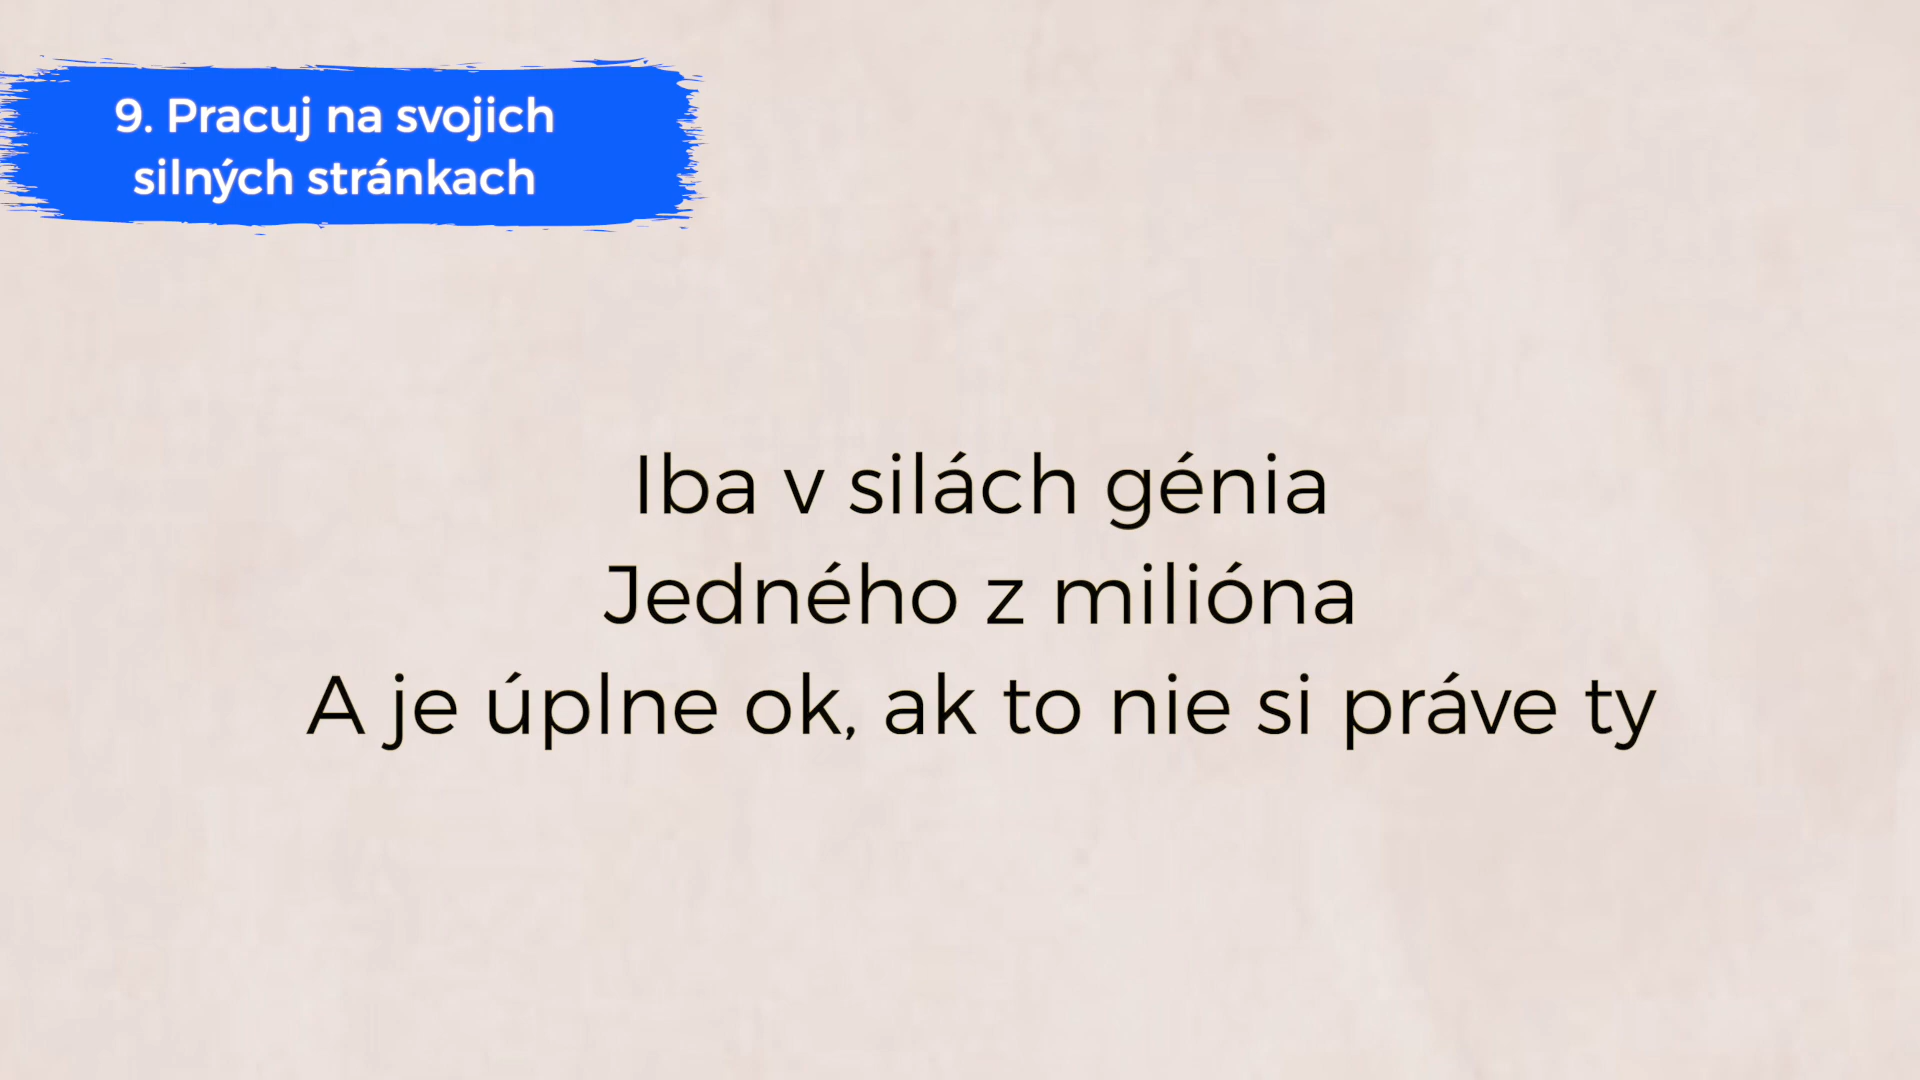 9. Pracuj na svojich
silných stránkach
Iba v silách génia
Jedného z milióna
A je úplne ok, ak to nie si práve ty